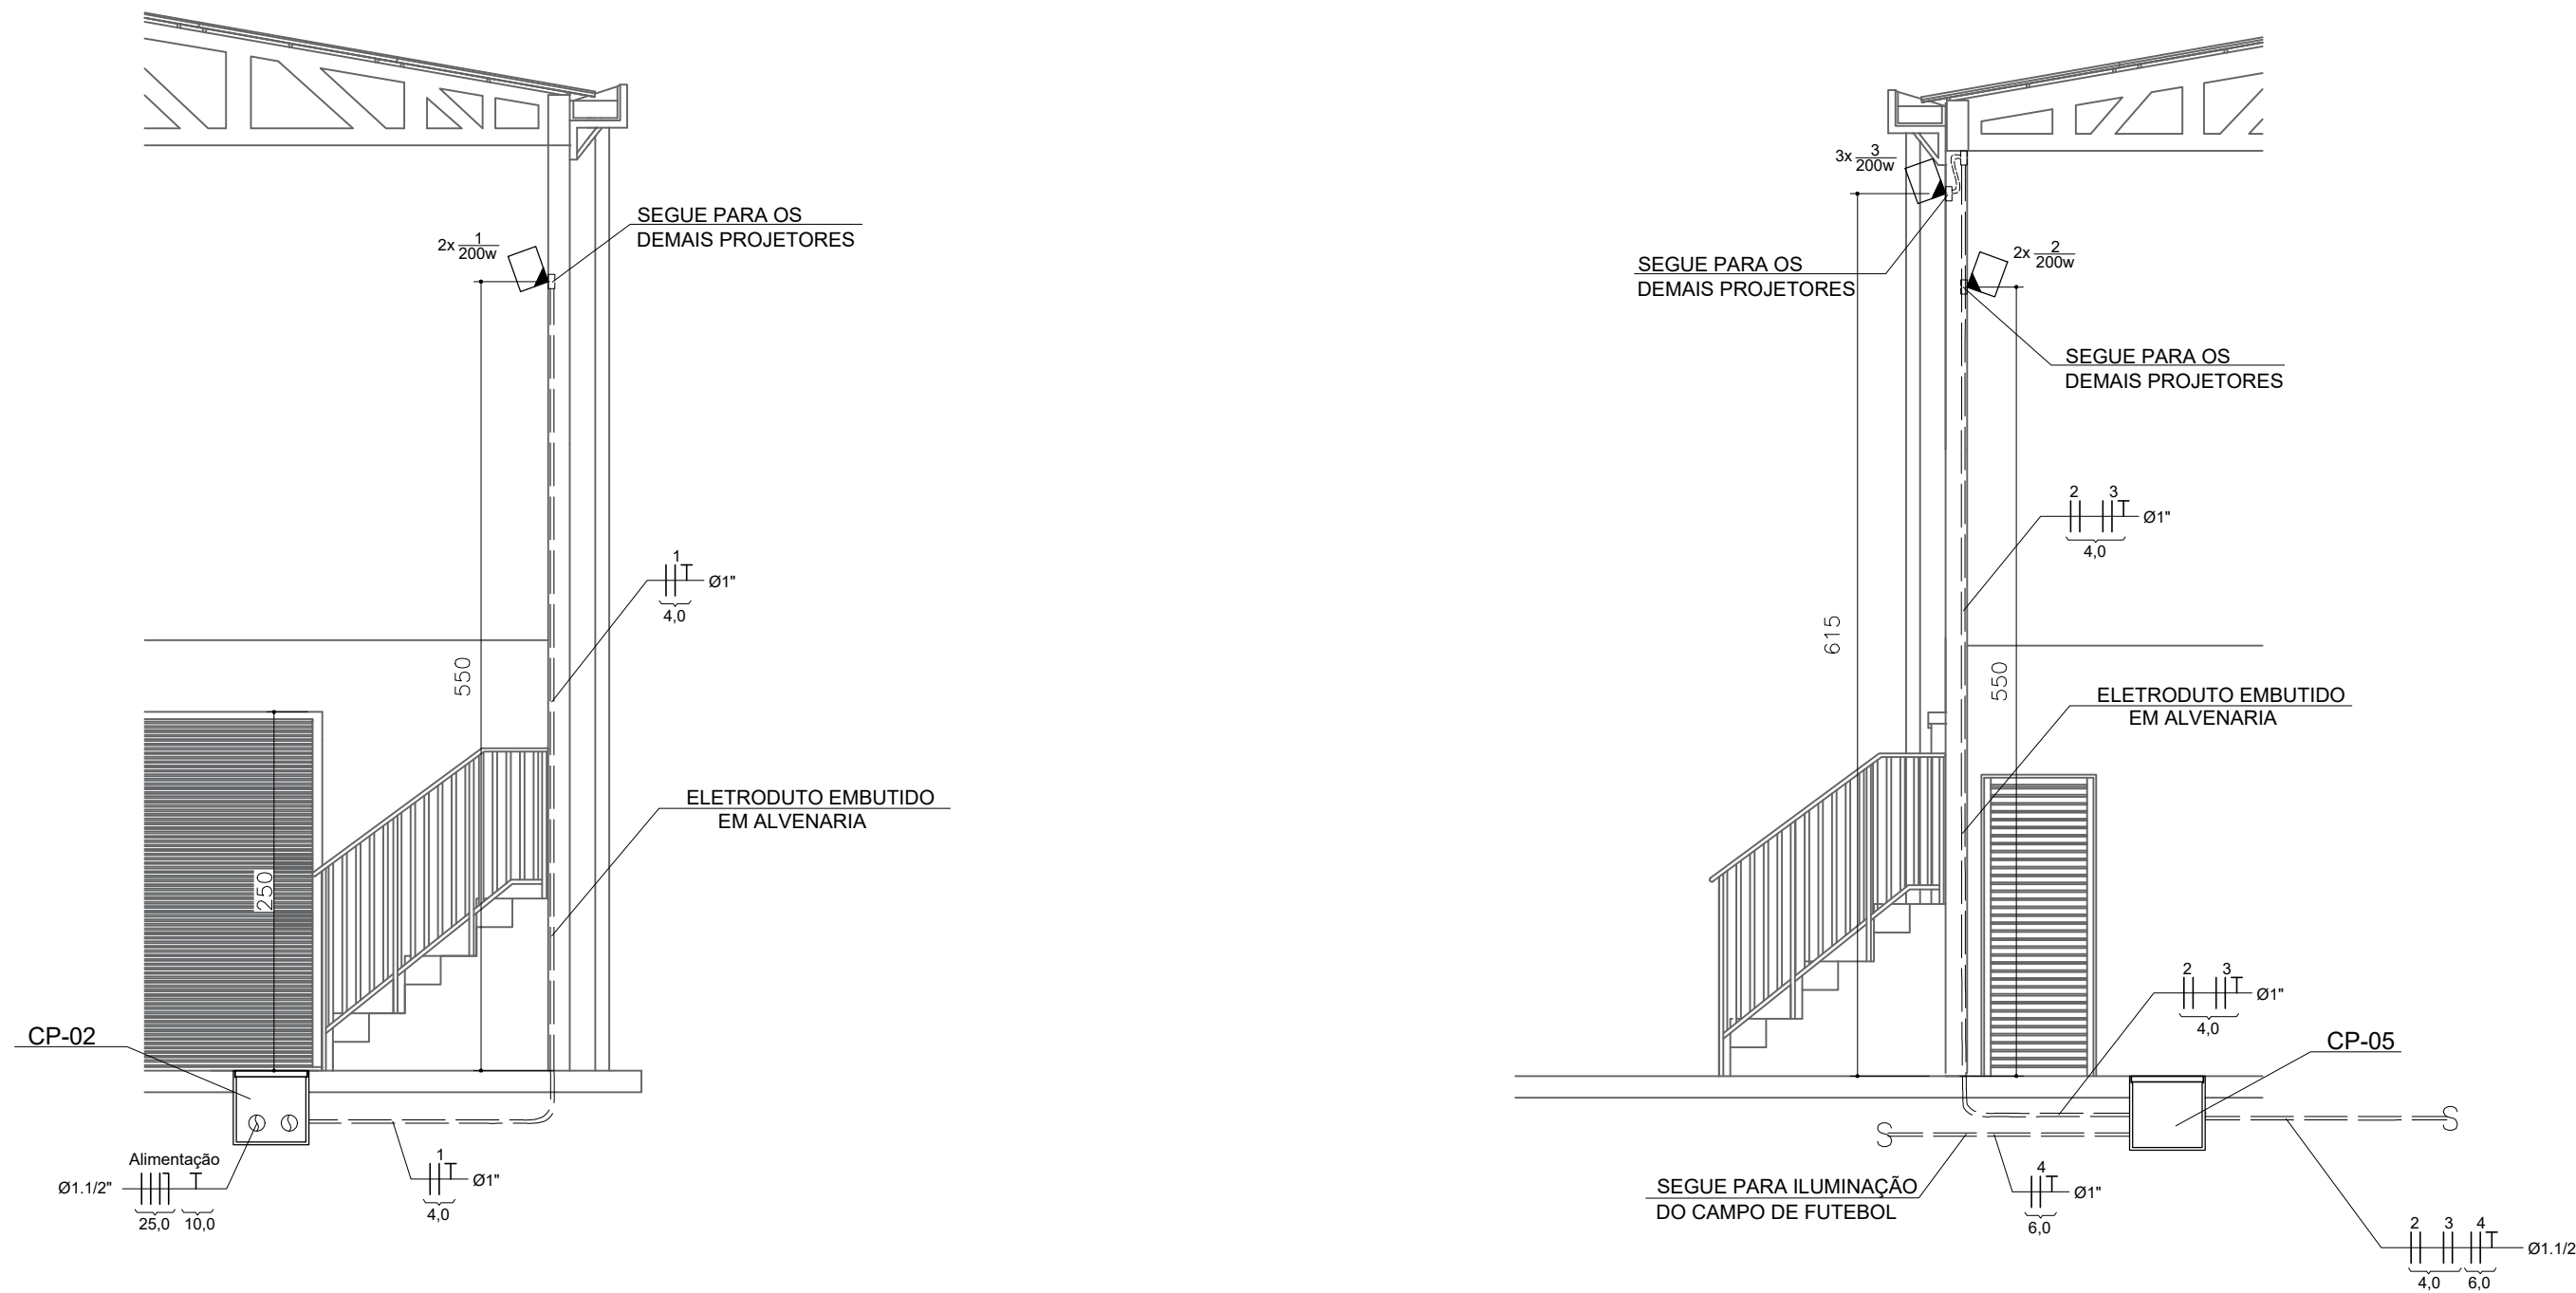 2x 1
200w
SEGUE PARA OS
DEMAIS PROJETORES
1
Ø1"
4,0
550
250
ELETRODUTO EMBUTIDO
EM ALVENARIA
CP-02
Alimentação
Ø1.1/2"
25,0 10,0
1
Ø1"
4,0
3x 3
200w
SEGUE PARA OS
DEMAIS PROJETORES
2x 2
200w
SEGUE PARA OS
DEMAIS PROJETORES
2 3
Ø1"
4,0
615
550
ELETRODUTO EMBUTIDO
EM ALVENARIA
2 3
Ø1"
4,0
CP-05
S
S
SEGUE PARA ILUMINAÇÃO
DO CAMPO DE FUTEBOL
4
Ø1"
6,0
2 3 4
Ø1.1/2
4,0 6,0